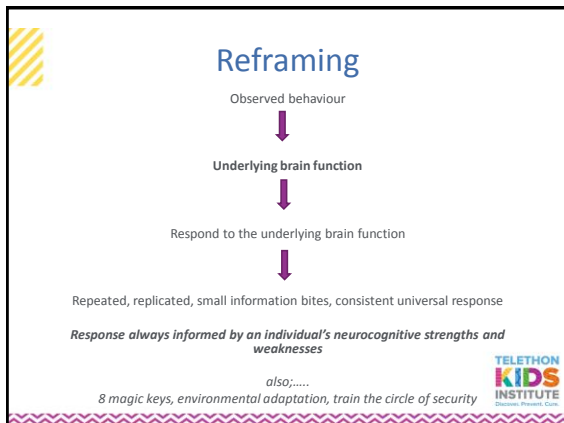 Reframing
Observed behaviour
Underlying brain function
Respond to the underlying brain function
Repeated, replicated, small information bites, consistent universal response
Response always informed by an individual's neurocognitive strengths and
weaknesses
also;.....
8 magic keys, environmental adaptation, train the circle of security
TELETHON
KIDS
INSTITUTE
Discover. Prevent. Cure.